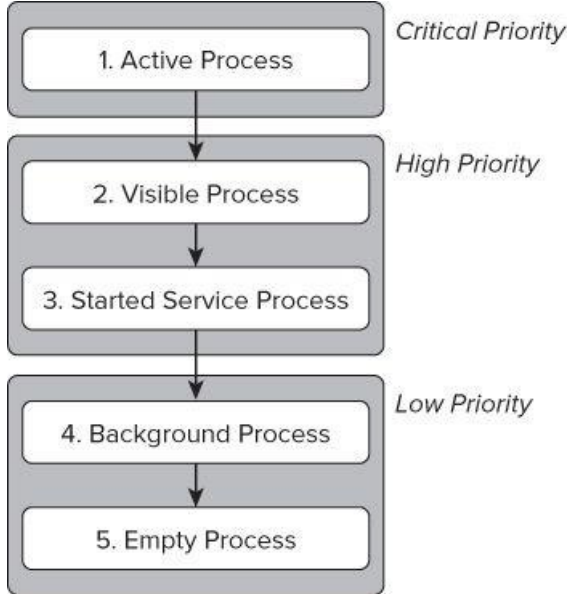 Critical Priority
1. Active Process
High Priority
2. Visible Process
3. Started Service Process
Low Priority
4. Background Process
5. Empty Process